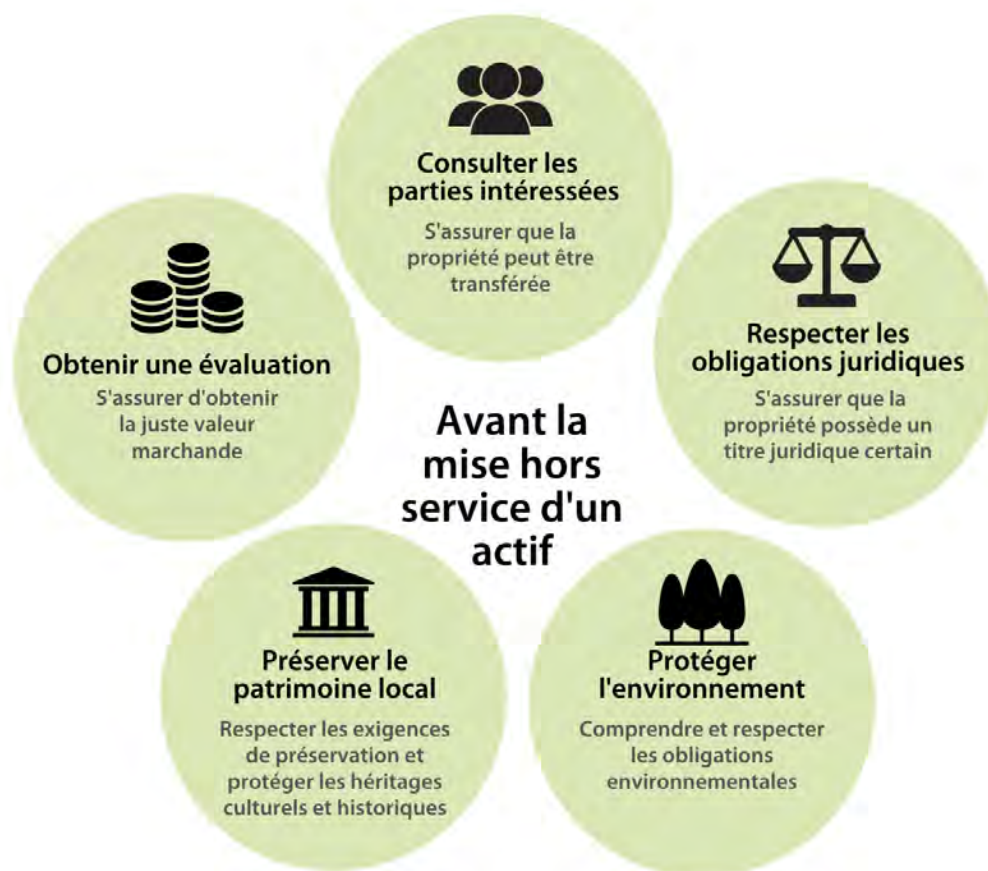 Consulter les
parties intéressées
S'assurer que la
propriété peut être
transférée
Respecter les
obligations juridiques
S'assurer que la
propriété possède un
titre juridique certain
Protéger
l'environnement
Comprendre et respecter
les obligations
environnementales
Préserver le
patrimoine local
Respecter les exigences
de préservation et
protéger les héritages
culturels et historiques
Obtenir une évaluation
S'assurer d'obtenir
la juste valeur
marchande
Avant la
mise hors
service d'un
actif